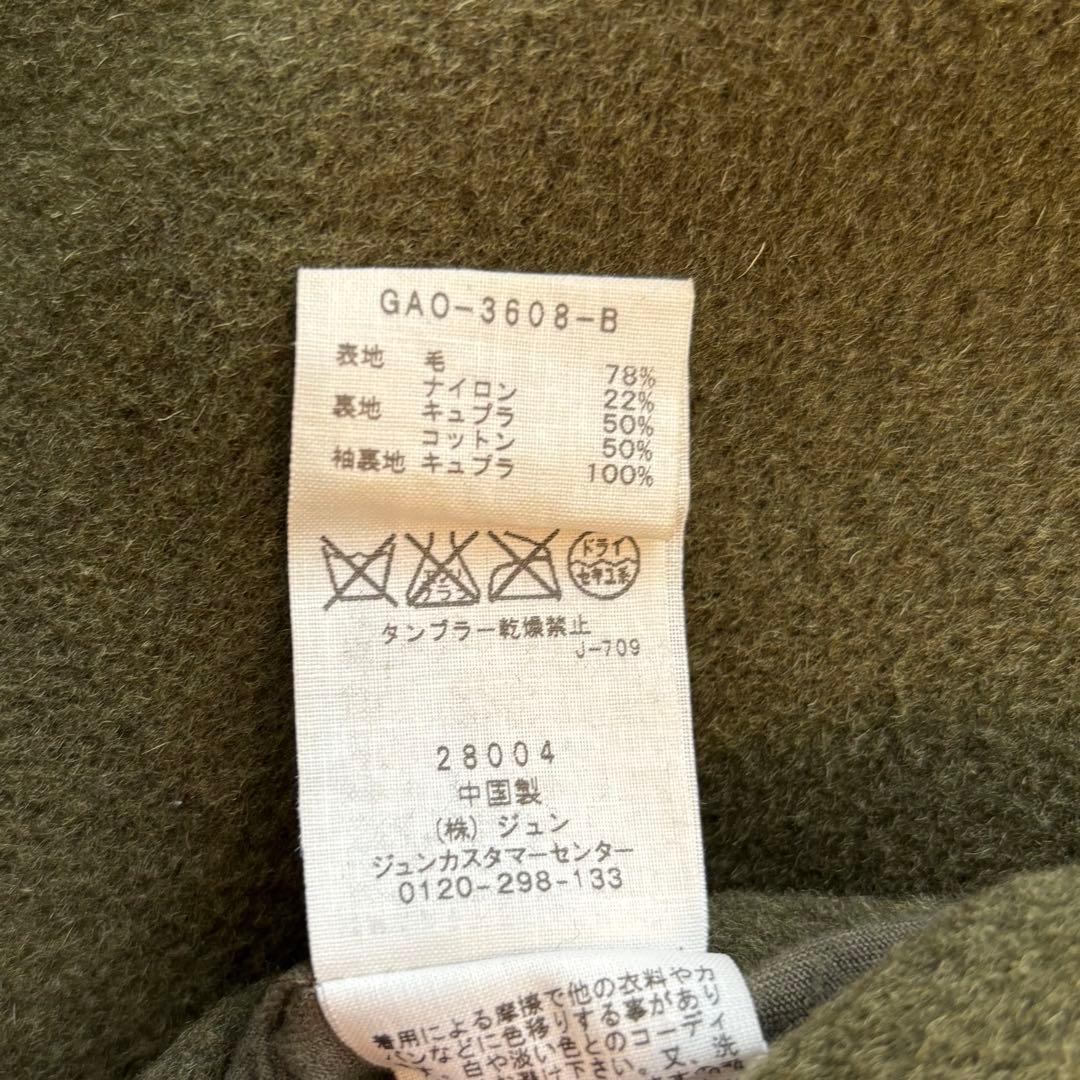 GAO-3608-B
表地 毛 78%
ナイロン 22%
裏地 キュプラ 50%
コットン 50%
袖裏地 キュプラ 100%
ドライ
セキユ系
タンブラー乾燥禁止
J-709
28004
中国製
(株) ジュン
ジュンカスタマーセンター
0120-298-133
着用による摩擦で他の衣料やカ
などに色移りする事があり
白や淡い色とのコーディ
下さい。又、洗